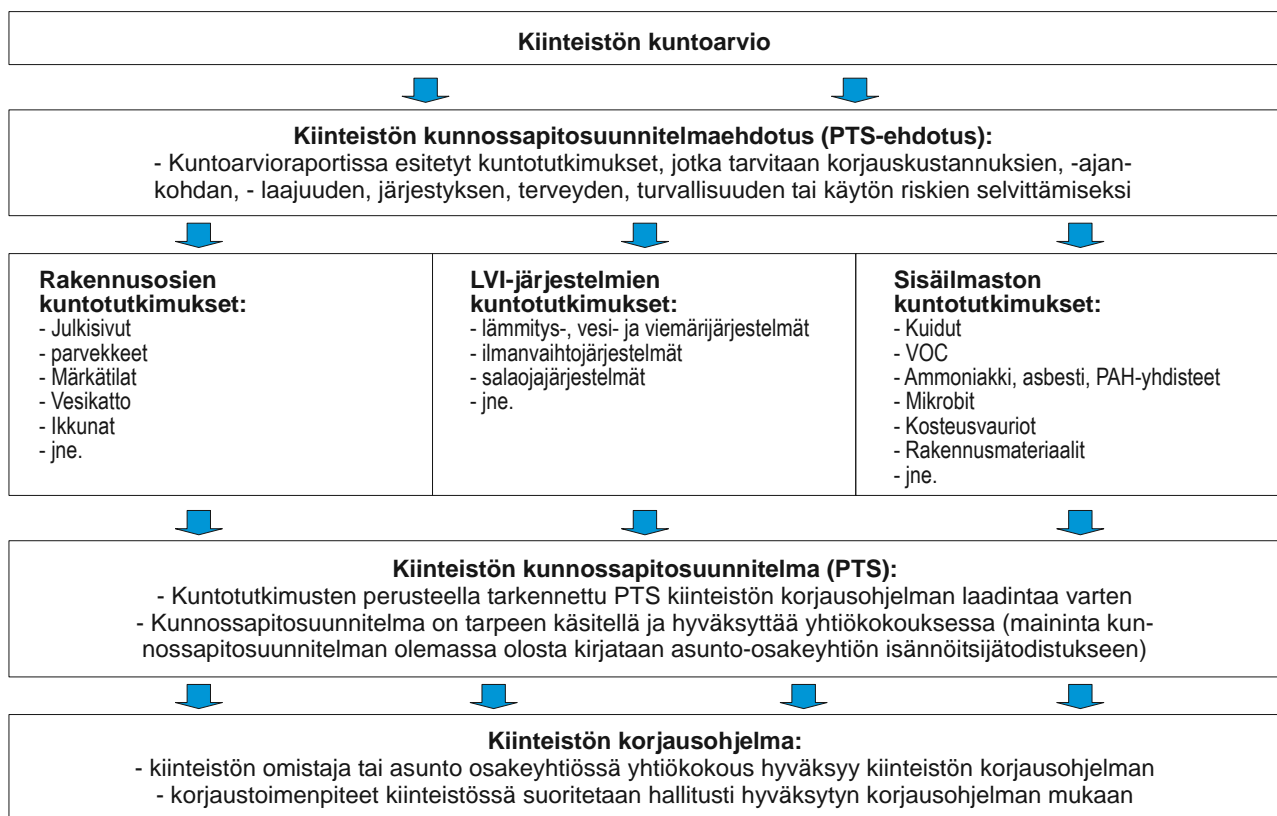 Kiinteistön kuntoarvio
Kiinteistön kunnossapitosuunnitelmaehdotus (PTS-ehdotus):
- Kuntoarvioraportissa esitetyt kuntotutkimukset, jotka tarvitaan korjauskustannuksien, -ajan-
kohdan, - laajuuden, järjestyksen, terveyden, turvallisuuden tai käytön riskien selvittämiseksi
Rakennusosien
kuntotutkimukset:
- Julkisivut
- parvekkeet
- Märkätilat
- Vesikatto
- Ikkunat
- jne.
LVI-järjestelmien
kuntotutkimukset:
- lämmitys-, vesi- ja viemärijärjestelmät
- ilmanvaihtojärjestelmät
- salaojajärjestelmät
- jne.
Sisäilmaston
kuntotutkimukset:
- Kuidut
- VOC
- Ammoniakki, asbesti, PAH-yhdisteet
- Mikrobit
- Kosteusvauriot
- Rakennusmateriaalit
- jne.
Kiinteistön kunnossapitosuunnitelma (PTS):
- Kuntotutkimusten perusteella tarkennettu PTS kiinteistön korjausohjelman laadintaa varten
- Kunnossapitosuunnitelma on tarpeen käsitellä ja hyväksyttää yhtiökokouksessa (maininta kun-
nossapitosuunnitelman olemassa olosta kirjataan asunto-osakeyhtiön isännöitsijätodistukseen)
Kiinteistön korjausohjelma:
- kiinteistön omistaja tai asunto osakeyhtiössä yhtiökokous hyväksyy kiinteistön korjausohjelman
- korjaustoimenpiteet kiinteistössä suoritetaan hallitusti hyväksytyn korjausohjelman mukaan